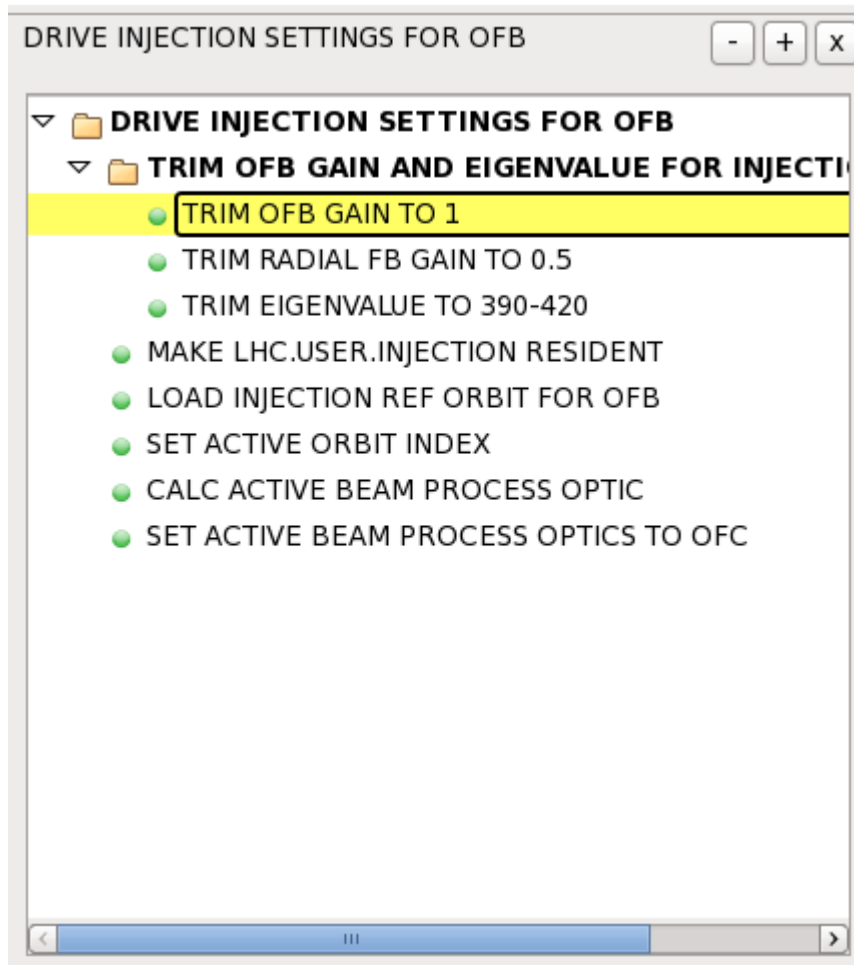 DRIVE INJECTION SETTINGS FOR OFB - + x
DRIVE INJECTION SETTINGS FOR OFB
TRIM OFB GAIN AND EIGENVALUE FOR INJECTI
TRIM OFB GAIN TO 1
TRIM RADIAL FB GAIN TO 0.5
TRIM EIGENVALUE TO 390-420
MAKE LHC.USER.INJECTION RESIDENT
LOAD INJECTION REF ORBIT FOR OFB
SET ACTIVE ORBIT INDEX
CALC ACTIVE BEAM PROCESS OPTIC
SET ACTIVE BEAM PROCESS OPTICS TO OFC